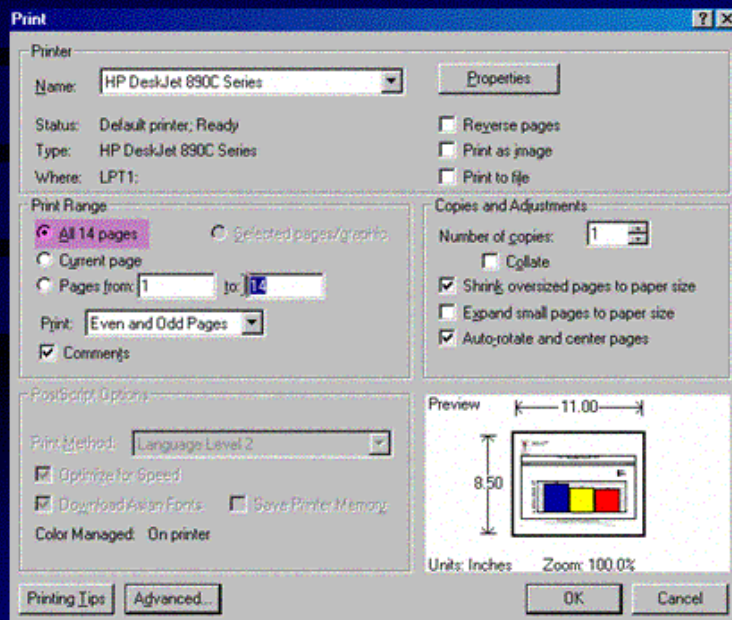 Print
Printer
Name: HP DeskJet 890C Series
Properties
Status: Default printer; Ready
Reverse pages
Type: HP DeskJet 890C Series
Print as image
Where: LPT1:
Print to file
Print Range
All 14 pages
Selected pages/graphic
Current page
Pages from: 1 to: 14
Print: Even and Odd Pages
Comments
Copies and Adjustments
Number of copies: 1
Collate
Shrink oversized pages to paper size
Expand small pages to paper size
Auto-rotate and center pages
PostScript Options
Print Method: Language Level 2
Optimize for Speed
Download Asian Fonts
Save Printer Memory
Color Managed: On printer
Preview
11.00
8.50
Units: Inches Zoom: 100.0%
Printing Tips
Advanced...
OK
Cancel